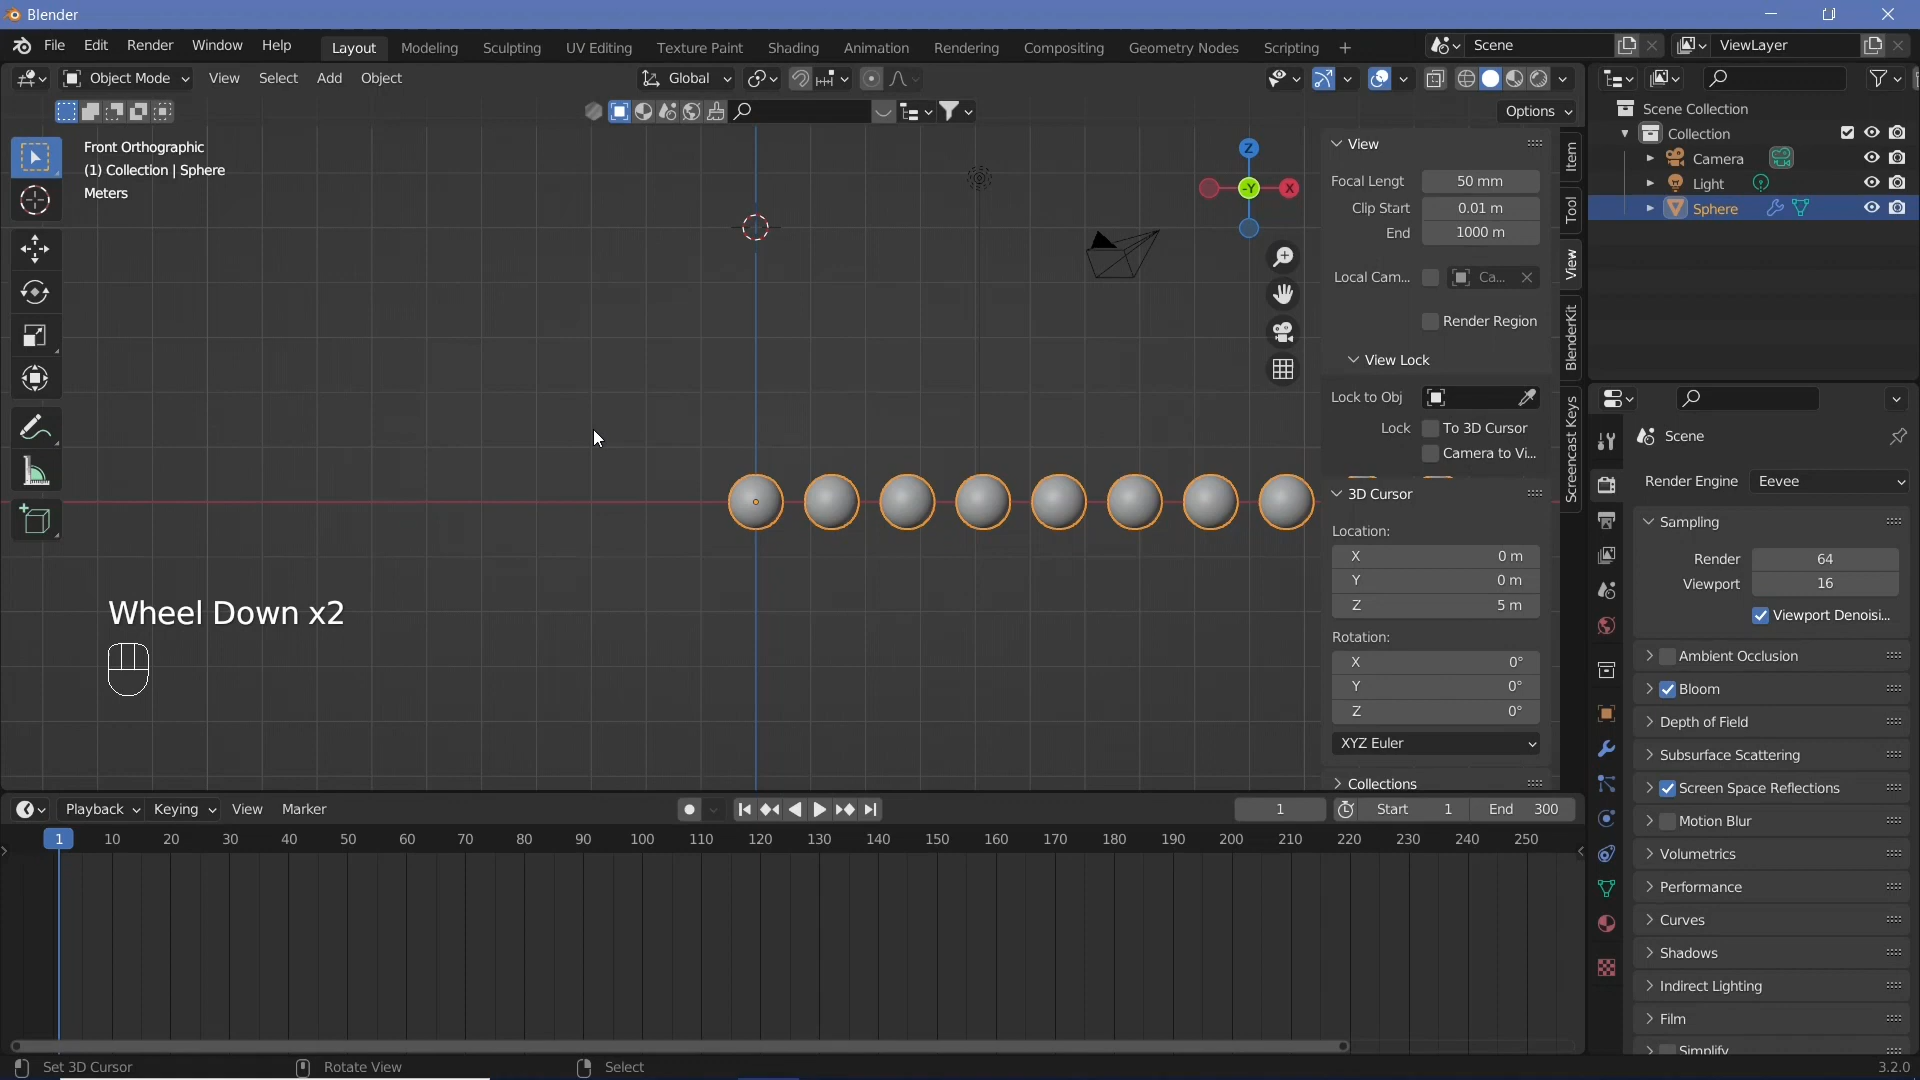 Blender
File Edit Render Window Help
Layout Modeling Sculpting UV Editing Texture Paint Shading Animation Rendering Compositing Geometry Nodes Scripting +
Scene
ViewLayer
Object Mode View Select Add Object
Global
Options
Front Orthographic
(1) Collection | Sphere
Meters
Z
-Y
X
View
Focal Lengt 50 mm
Clip Start 0.01 m
End 1000 m
Local Cam... Ca...
Render Region
View Lock
Lock to Obj
Lock To 3D Cursor
Camera to Vi...
3D Cursor
Location:
X 0 m
Y 0 m
Z 5 m
Rotation:
X 0°
Y 0°
Z 0°
XYZ Euler
Collections
Item
Tool
View
BlenderKit
Screencast Keys
Scene Collection
Collection
Camera
Light
Sphere
Scene
Render Engine Eevee
Sampling
Render 64
Viewport 16
Viewport Denoisi...
Ambient Occlusion
Bloom
Depth of Field
Subsurface Scattering
Screen Space Reflections
Motion Blur
Volumetrics
Performance
Curves
Shadows
Indirect Lighting
Film
Simplify
Wheel Down x2
Playback Keying View Marker
1
Start 1 End 300
1 10 20 30 40 50 60 70 80 90 100 110 120 130 140 150 160 170 180 190 200 210 220 230 240 250
Set 3D Cursor Rotate View Select
3.2.0